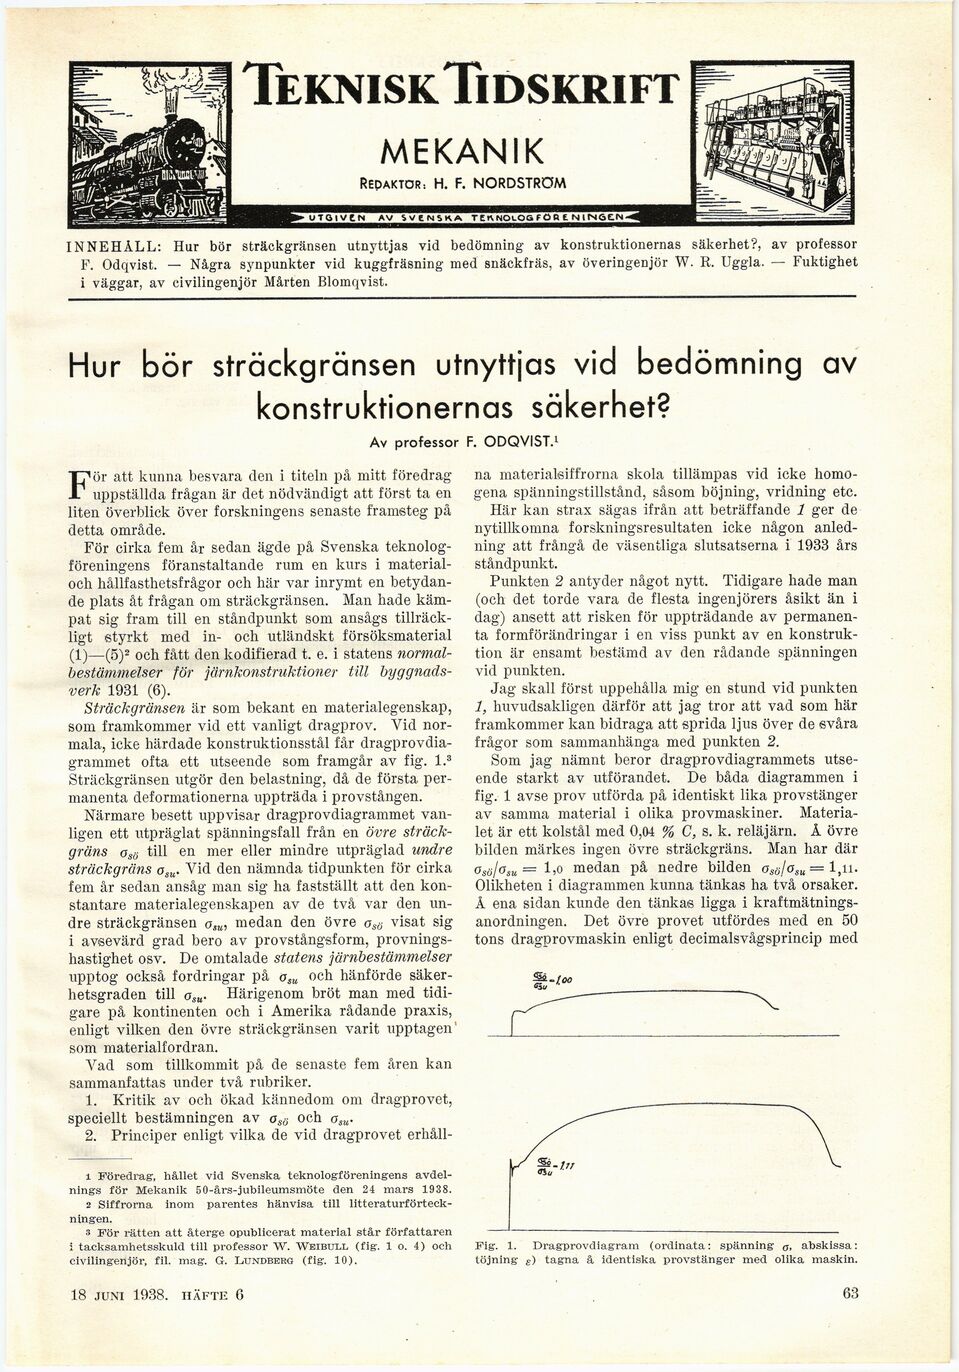 TEKNISK TIDSKRIFT
MEKANIK
REDAKTÖR: H. F. NORDSTRÖM
UTGIVEN AV SVENSKA TEKNOLOGFÖRENINGEN
INNEHÅLL: Hur bör sträckgränsen utnyttjas vid bedömning av konstruktionernas säkerhet?, av professor
F. Odqvist. — Några synpunkter vid kuggfräsning med snäckfräs, av överingenjör W. R. Uggla. — Fuktighet
i väggar, av civilingenjör Mårten Blomqvist.
Hur bör sträckgränsen utnyttjas vid bedömning av
konstruktionernas säkerhet?
Av professor F. ODQVIST.¹
För att kunna besvara den i titeln på mitt föredrag
uppställda frågan är det nödvändigt att först ta en
liten överblick över forskningens senaste framsteg på
detta område.
För cirka fem år sedan ägde på Svenska teknolog-
föreningens föranstaltande rum en kurs i material-
och hållfasthetsfrågor och här var inrymt en betydan-
de plats åt frågan om sträckgränsen. Man hade käm-
pat sig fram till en ståndpunkt som ansågs tillräck-
ligt styrkt med in- och utländskt försöksmaterial
(1)—(5)² och fått den kodifierad t. e. i statens normal-
bestämmelser för järnkonstruktioner till byggnads-
verk 1931 (6).
Sträckgränsen är som bekant en materialegenskap,
som framkommer vid ett vanligt dragprov. Vid nor-
mala, icke härdade konstruktionsstål får dragprovdia-
grammet ofta ett utseende som framgår av fig. 1.³
Sträckgränsen utgör den belastning, då de första per-
manenta deformationerna uppträda i provstången.
Närmare besett uppvisar dragprovdiagrammet van-
ligen ett utpräglat spänningsfall från en övre sträck-
gräns σsö till en mer eller mindre utpräglad undre
sträckgräns σsu. Vid den nämnda tidpunkten för cirka
fem år sedan ansåg man sig ha fastställt att den kon-
stantare materialegenskapen av de två var den un-
dre sträckgränsen σsu, medan den övre σsö visat sig
i avsevärd grad bero av provstångsform, provnings-
hastighet osv. De omtalade statens järnbestämmelser
upptog också fordringar på σsu och hänförde säker-
hetsgraden till σsu. Härigenom bröt man med tidi-
gare på kontinenten och i Amerika rådande praxis,
enligt vilken den övre sträckgränsen varit upptagen
som materialfordran.
Vad som tillkommit på de senaste fem åren kan
sammanfattas under två rubriker.
1. Kritik av och ökad kännedom om dragprovet,
speciellt bestämningen av σsö och σsu.
2. Principer enligt vilka de vid dragprovet erhåll-
1 Föredrag, hållet vid Svenska teknologföreningens avdel-
nings för Mekanik 50-års-jubileumsmöte den 24 mars 1938.
2 Siffrorna inom parentes hänvisa till litteraturförteck-
ningen.
3 För rätten att återge opublicerat material står författaren
i tacksamhetsskuld till professor W. WEIBULL (fig. 1 o. 4) och
civilingenjör, fil. mag. G. LUNDBERG (fig. 10).
na materialsiffrorna skola tillämpas vid icke homo-
gena spänningstillstånd, såsom böjning, vridning etc.
Här kan strax sägas ifrån att beträffande 1 ger de
nytillkomna forskningsresultaten icke någon anled-
ning att frångå de väsentliga slutsatserna i 1933 års
ståndpunkt.
Punkten 2 antyder något nytt. Tidigare hade man
(och det torde vara de flesta ingenjörers åsikt än i
dag) ansett att risken för uppträdande av permanen-
ta formförändringar i en viss punkt av en konstruk-
tion är ensamt bestämd av den rådande spänningen
vid punkten.
Jag skall först uppehålla mig en stund vid punkten
1, huvudsakligen därför att jag tror att vad som här
framkommer kan bidraga att sprida ljus över de svåra
frågor som sammanhänga med punkten 2.
Som jag nämnt beror dragprovdiagrammets utse-
ende starkt av utförandet. De båda diagrammen i
fig. 1 avse prov utförda på identiskt lika provstänger
av samma material i olika provmaskiner. Materia-
let är ett kolstål med 0,04 % C, s. k. reläjärn. Å övre
bilden märkes ingen övre sträckgräns. Man har där
σsö/σsu = 1,0 medan på nedre bilden σsö/σsu = 1,11.
Olikheten i diagrammen kunna tänkas ha två orsaker.
Å ena sidan kunde den tänkas ligga i kraftmätnings-
anordningen. Det övre provet utfördes med en 50
tons dragprovmaskin enligt decimalsvågsprincip med
σsö/σsu = 1.00
σsö/σsu = 1.11
Fig. 1. Dragprovdiagram (ordinata: spänning σ, abskissa:
töjning ε) tagna å identiska provstänger med olika maskin.
18 JUNI 1938. HÄFTE 6
63